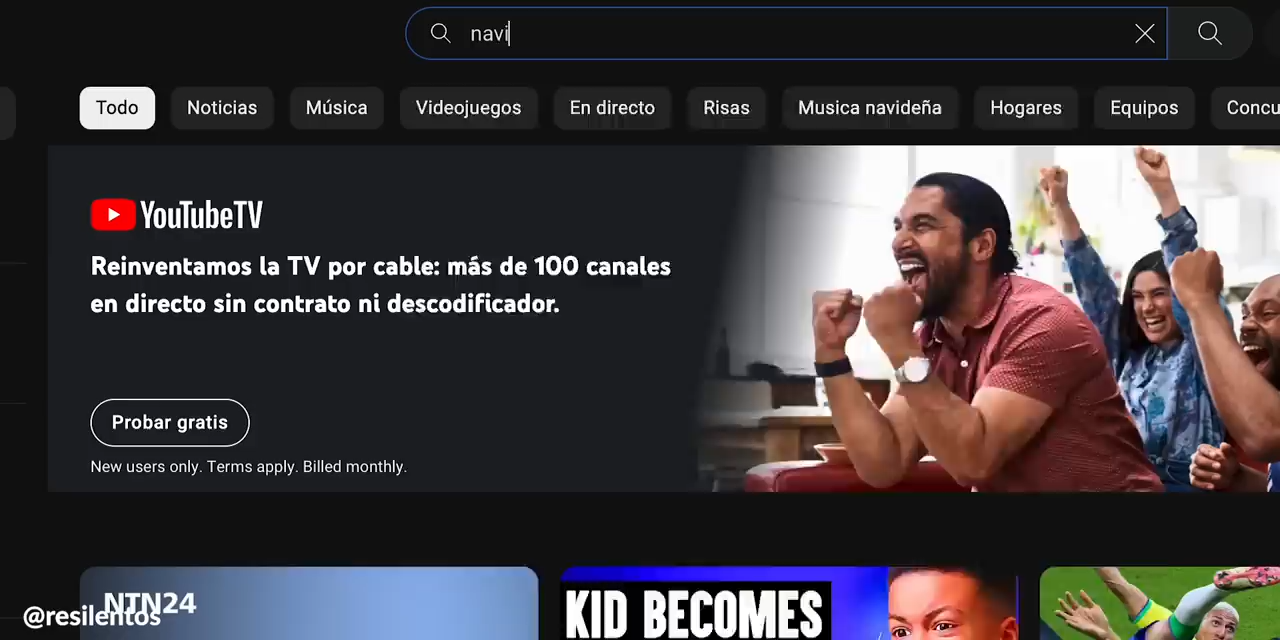 navi
Todo Noticias Música Videojuegos En directo Risas Musica navideña Hogares Equipos Concu
YouTubeTV
Reinventamos la TV por cable: más de 100 canales
en directo sin contrato ni descodificador.
Probar gratis
New users only. Terms apply. Billed monthly.
NTN24
@resilentos
KID BECOMES